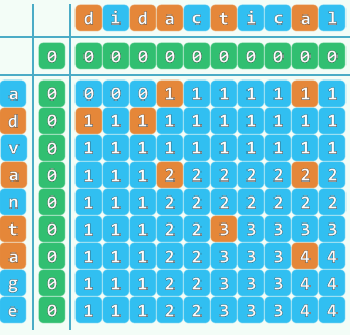 d i d a c t i c a l
0 0 0 0 0 0 0 0 0 0 0
a 0 0 0 0 1 1 1 1 1 1 1
d 0 1 1 1 1 1 1 1 1 1 1
v 0 1 1 1 1 1 1 1 1 1 1
a 0 1 1 1 2 2 2 2 2 2 2
n 0 1 1 1 2 2 2 2 2 2 2
t 0 1 1 1 2 2 3 3 3 3 3
a 0 1 1 1 2 2 3 3 3 4 4
g 0 1 1 1 2 2 3 3 3 4 4
e 0 1 1 1 2 2 3 3 3 4 4